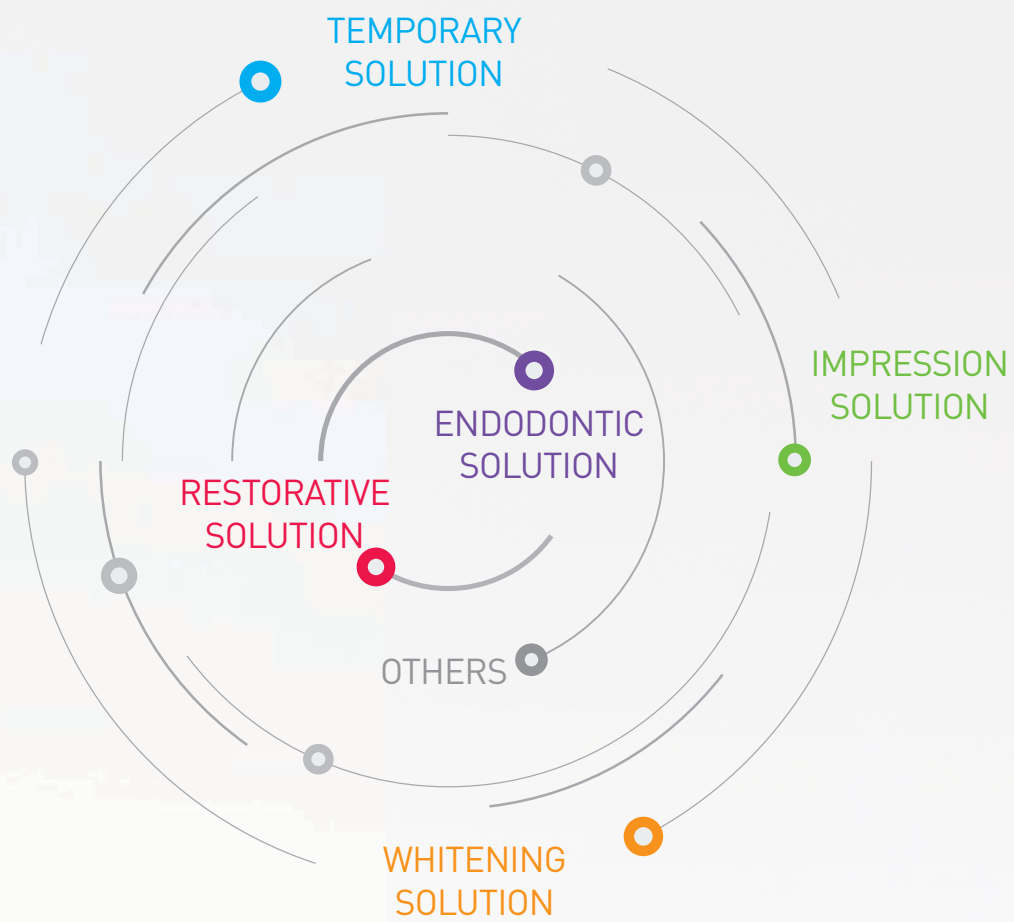 TEMPORARY
SOLUTION
IMPRESSION
SOLUTION
ENDODONTIC
SOLUTION
RESTORATIVE
SOLUTION
OTHERS
WHITENING
SOLUTION